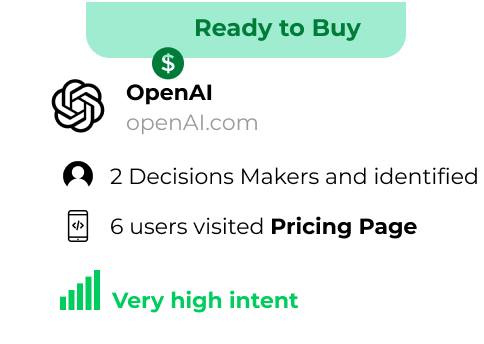 Ready to Buy
$
OpenAI
openAI.com
2 Decisions Makers and identified
</>
6 users visited Pricing Page
Very high intent